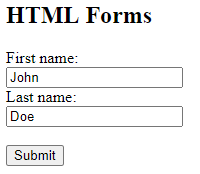 HTML Forms
First name:
John
Last name:
Doe
Submit